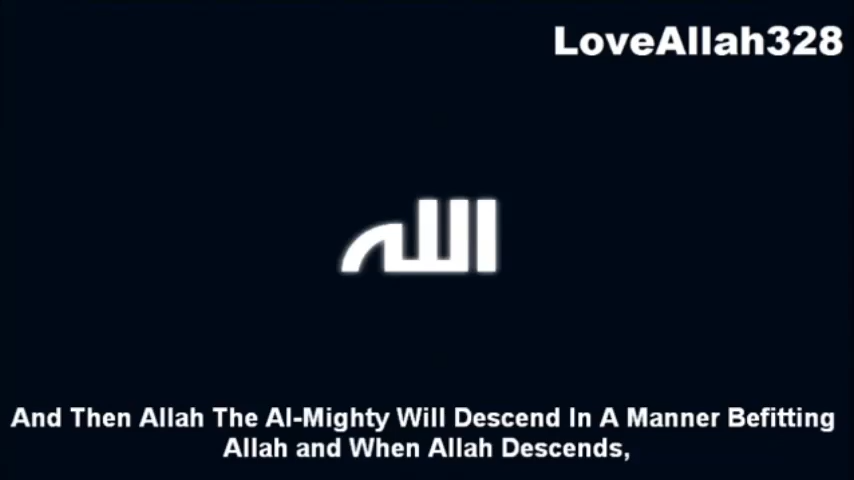 LoveAllah328
الله
And Then Allah The Al-Mighty Will Descend In A Manner Befitting
Allah and When Allah Descends,